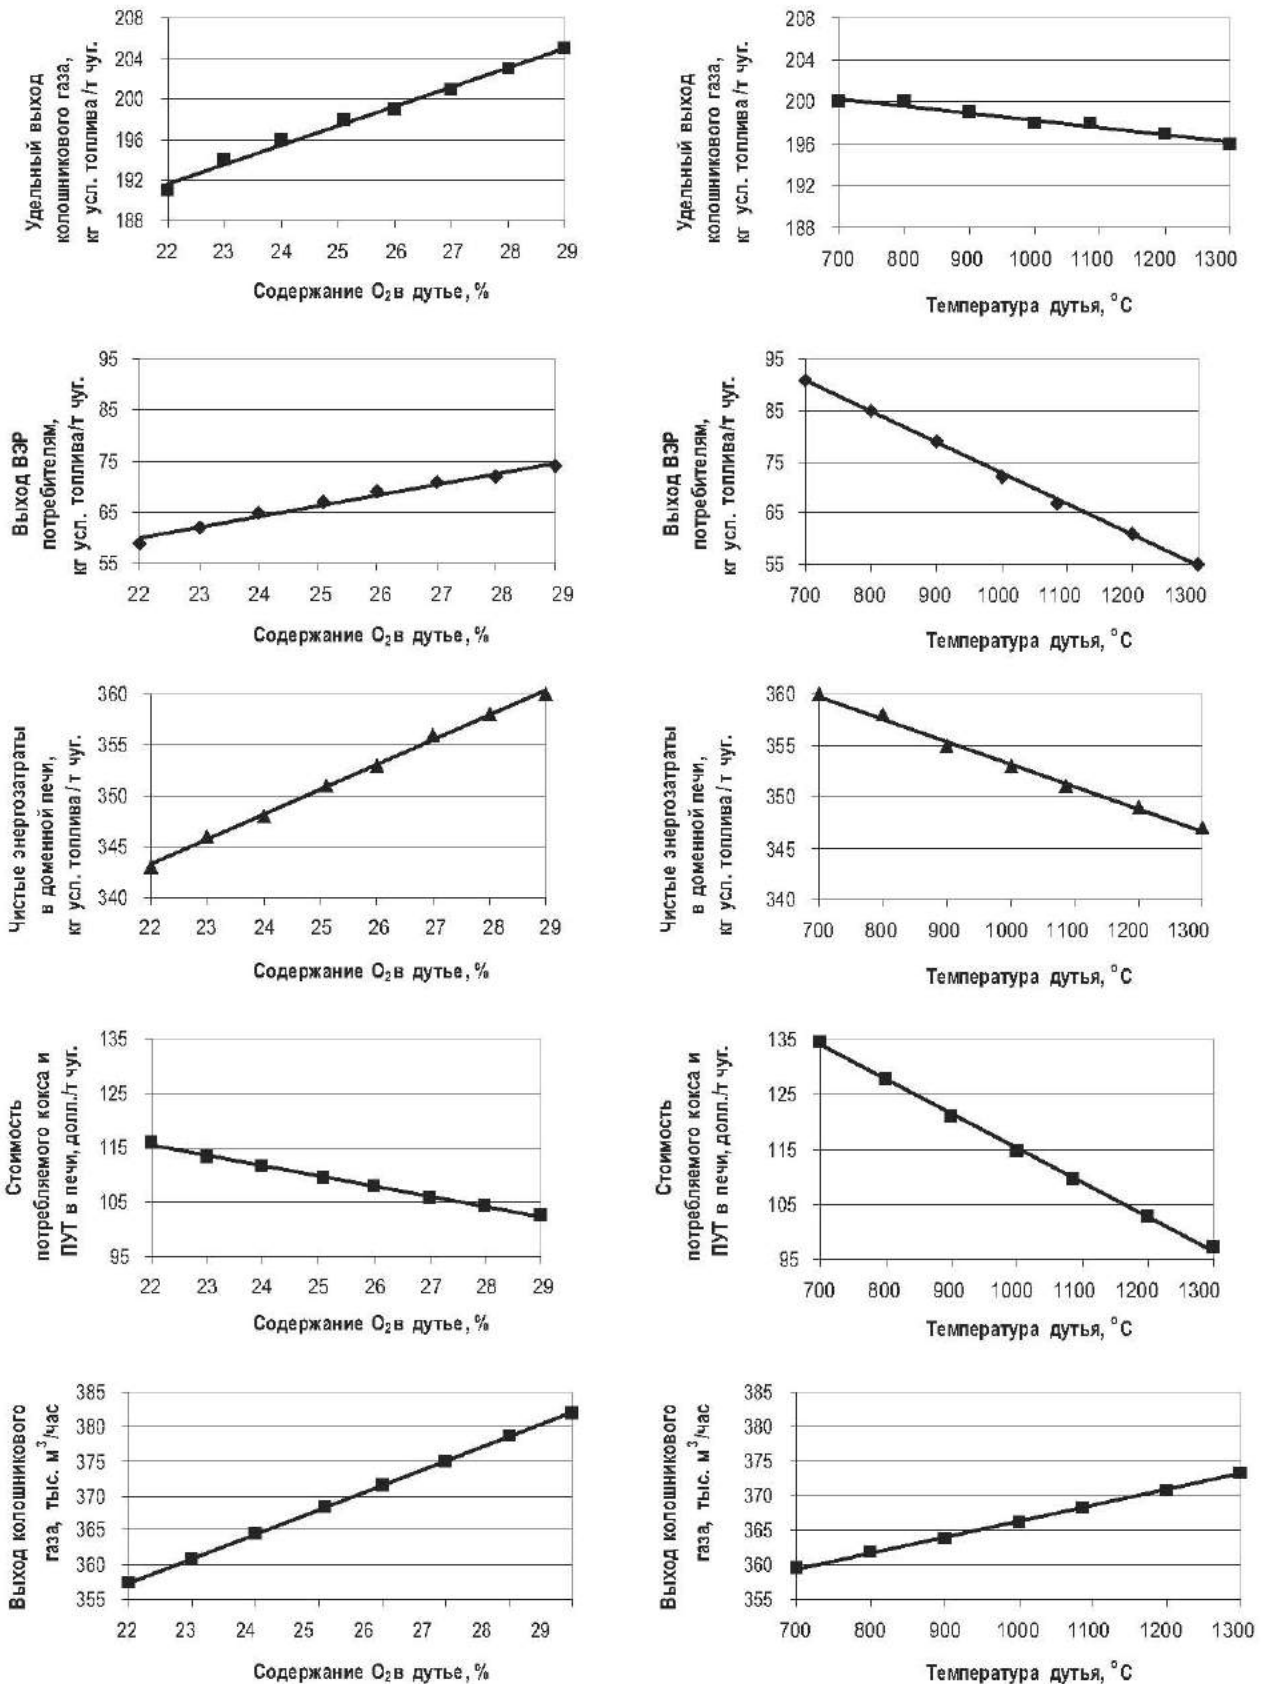 Удельный выход
колошникового газа,
кг усл. топлива /т чуг.
208
204
200
196
192
188
22 23 24 25 26 27 28 29
Содержание O2 в дутье, %
Удельный выход
колошникового газа,
кг усл. топлива /т чуг.
208
204
200
196
192
188
700 800 900 1000 1100 1200 1300
Температура дутья, °С
Выход ВЭР
потребителям,
кг усл. топлива/т чуг.
95
85
75
65
55
22 23 24 25 26 27 28 29
Содержание O2 в дутье, %
Выход ВЭР
потребителям,
кг усл. топлива/т чуг.
95
85
75
65
55
700 800 900 1000 1100 1200 1300
Температура дутья, °С
Чистые энергозатраты
в доменной печи,
кг усл. топлива / т чуг.
360
355
350
345
340
22 23 24 25 26 27 28 29
Содержание O2 в дутье, %
Чистые энергозатраты
в доменной печи,
кг усл. топлива / т чуг.
360
355
350
345
340
700 800 900 1000 1100 1200 1300
Температура дутья, °С
Стоимость
потребляемого кокса и
ПУТ в печи, долл./т чуг.
135
125
115
105
95
22 23 24 25 26 27 28 29
Содержание O2 в дутье, %
Стоимость
потребляемого кокса и
ПУТ в печи, долл./т чуг.
135
125
115
105
95
700 800 900 1000 1100 1200 1300
Температура дутья, °С
Выход колошникового
газа, тыс. м³/час
385
380
375
370
365
360
355
22 23 24 25 26 27 28 29
Содержание O2 в дутье, %
Выход колошникового
газа, тыс. м³/час
385
380
375
370
365
360
355
700 800 900 1000 1100 1200 1300
Температура дутья, °С